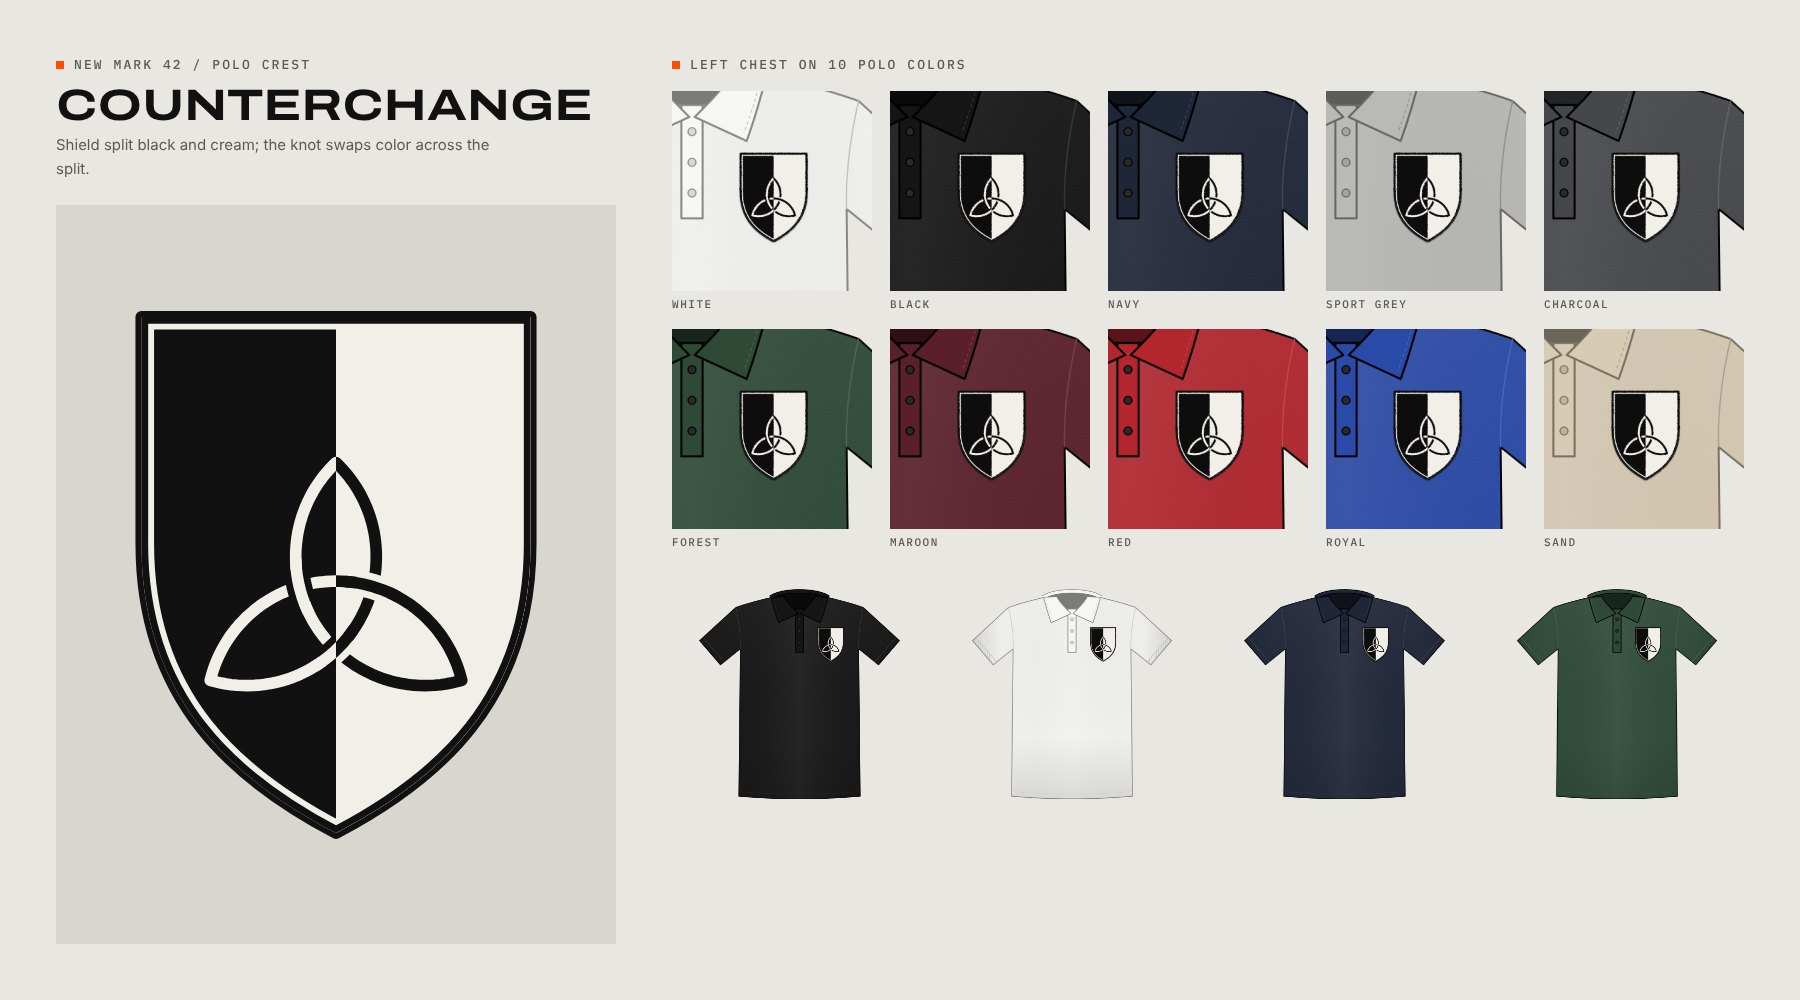 NEW MARK 42 / POLO CREST
COUNTERCHANGE
Shield split black and cream; the knot swaps color across the
split.
LEFT CHEST ON 10 POLO COLORS
WHITE
BLACK
NAVY
SPORT GREY
CHARCOAL
FOREST
MAROON
RED
ROYAL
SAND